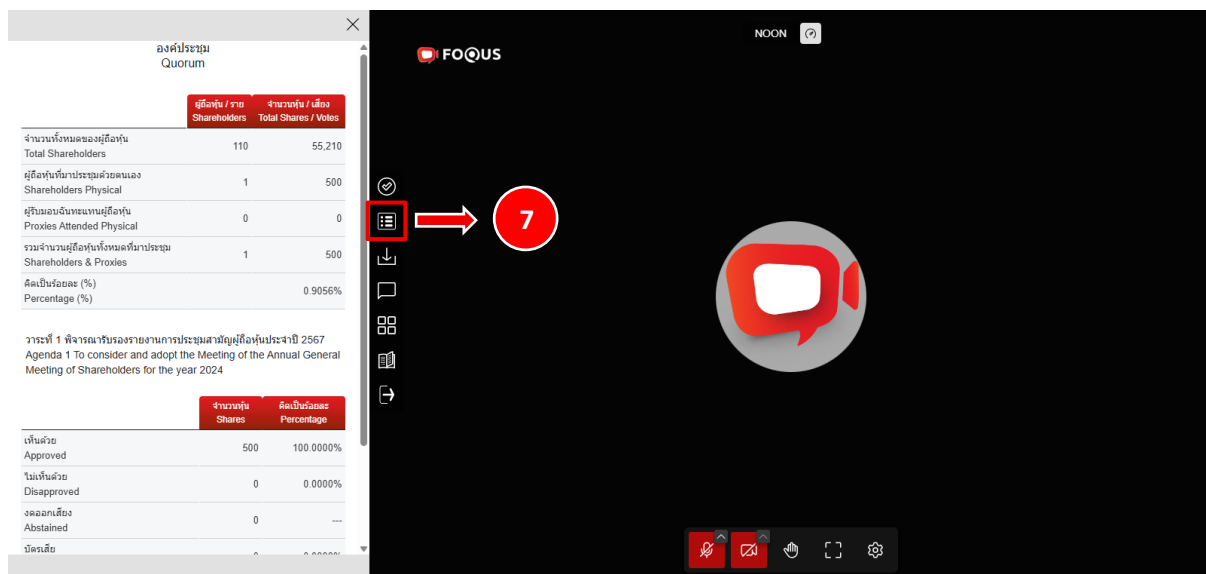 องค์ประชุม
Quorum
ผู้ถือหุ้น / ราย จำนวนหุ้น / เสียง
Shareholders Total Shares / Votes
จำนวนทั้งหมดของผู้ถือหุ้น
Total Shareholders 110 55,210
ผู้ถือหุ้นที่มาประชุมด้วยตนเอง
Shareholders Physical 1 500
ผู้รับมอบฉันทะแทนผู้ถือหุ้น
Proxies Attended Physical 0 0
รวมจำนวนผู้ถือหุ้นทั้งหมดที่มาประชุม
Shareholders & Proxies 1 500
คิดเป็นร้อยละ (%)
Percentage (%) 0.9056%
วาระที่ 1 พิจารณารับรองรายงานการประชุมสามัญผู้ถือหุ้นประจำปี 2567
Agenda 1 To consider and adopt the Meeting of the Annual General
Meeting of Shareholders for the year 2024
จำนวนหุ้น คิดเป็นร้อยละ
Shares Percentage
เห็นด้วย
Approved 500 100.0000%
ไม่เห็นด้วย
Disapproved 0 0.0000%
งดออกเสียง
Abstained 0 ---
บัตรเสีย
FOQUS
NOON
7